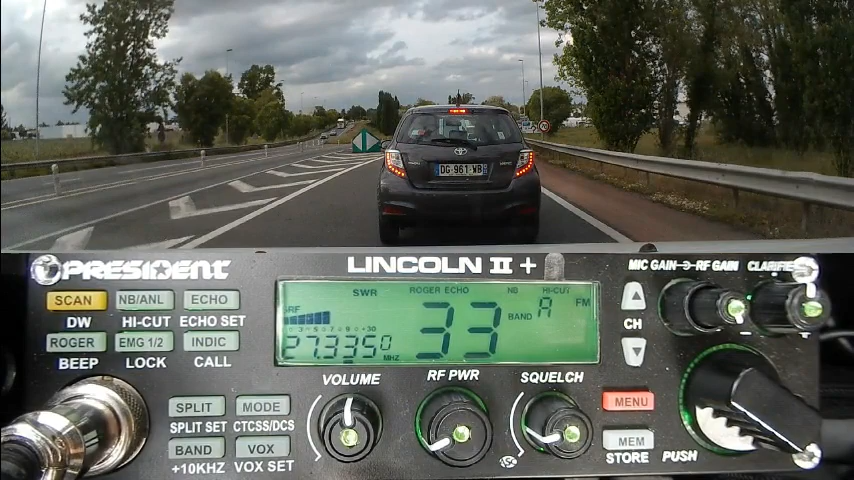 DG-961-WB
PRESIDENT
LINCOLN II +
MIC GAIN RF GAIN CLARIFIER
SCAN NB/ANL ECHO
DW HI-CUT ECHO SET
ROGER EMG 1/2 INDIC
BEEP LOCK CALL
SWR ROGER ECHO NB HI-CUT
RF 33 BAND A FM
27.3350 MHZ
CH
VOLUME RF PWR SQUELCH
MENU
SPLIT MODE
SPLIT SET CTCSS/DCS
BAND VOX
+10KHZ VOX SET
MEM
STORE PUSH
ASC